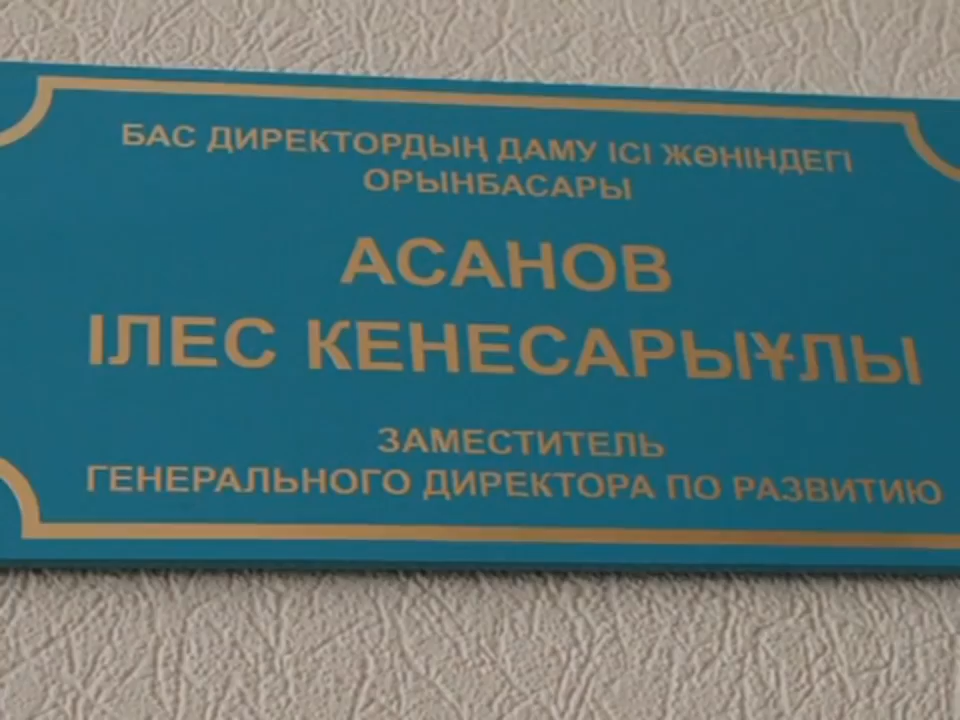 БАС ДИРЕКТОРДЫҢ ДАМУ ІСІ ЖӨНІНДЕГІ
ОРЫНБАСАРЫ
АСАНОВ
ІЛЕС КЕНЕСАРЫҰЛЫ
ЗАМЕСТИТЕЛЬ
ГЕНЕРАЛЬНОГО ДИРЕКТОРА ПО РАЗВИТИЮ